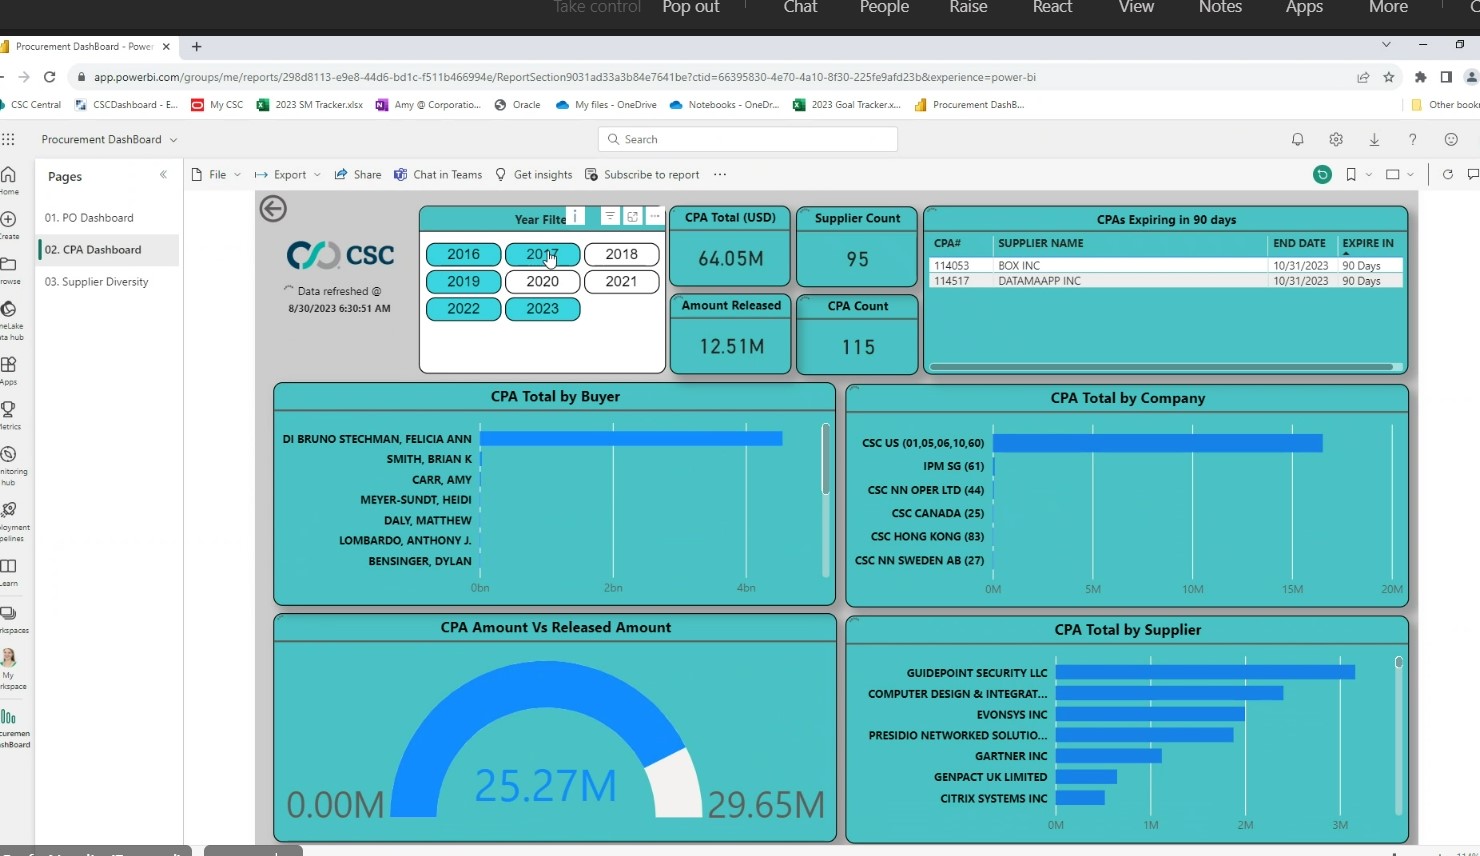 Take control Pop out Chat People Raise React View Notes Apps More
Procurement DashBoard - Power
app.powerbi.com/groups/me/reports/298d8113-e9e8-44d6-bd1c-f511b466994e/ReportSection9031ad33a3b84e7641be?ctid=66395830-4e70-4a10-8f30-225fe9afd23b&experience=power-bi
CSC Central CSCDashboard - E... My CSC 2023 SM Tracker.xlsx Amy @ Corporatio... Oracle My files - OneDrive Notebooks - OneDr... 2023 Goal Tracker.x... Procurement DashB... Other book
Procurement DashBoard
Search
Pages
File Export Share Chat in Teams Get insights Subscribe to report ...
01. PO Dashboard
02. CPA Dashboard
03. Supplier Diversity
CSC
Data refreshed @
8/30/2023 6:30:51 AM
Year Filte
2016 2017 2018
2019 2020 2021
2022 2023
CPA Total (USD)
64.05M
Supplier Count
95
Amount Released
12.51M
CPA Count
115
CPAs Expiring in 90 days
CPA# SUPPLIER NAME END DATE EXPIRE IN
114053 BOX INC 10/31/2023 90 Days
114517 DATAMAAPP INC 10/31/2023 90 Days
CPA Total by Buyer
DI BRUNO STECHMAN, FELICIA ANN
SMITH, BRIAN K
CARR, AMY
MEYER-SUNDT, HEIDI
DALY, MATTHEW
LOMBARDO, ANTHONY J.
BENSINGER, DYLAN
0bn 2bn 4bn
CPA Total by Company
CSC US (01,05,06,10,60)
IPM SG (61)
CSC NN OPER LTD (44)
CSC CANADA (25)
CSC HONG KONG (83)
CSC NN SWEDEN AB (27)
0M 5M 10M 15M 20M
CPA Amount Vs Released Amount
0.00M 25.27M 29.65M
CPA Total by Supplier
GUIDEPOINT SECURITY LLC
COMPUTER DESIGN & INTEGRAT...
EVONSYS INC
PRESIDIO NETWORKED SOLUTIO...
GARTNER INC
GENPACT UK LIMITED
CITRIX SYSTEMS INC
0M 1M 2M 3M
Home
reate
rowse
neLake
ata hub
Apps
letrics
nitoring
hub
loyment
pelines
earn
rkspaces
My
rkspace
curemen
ashBoard